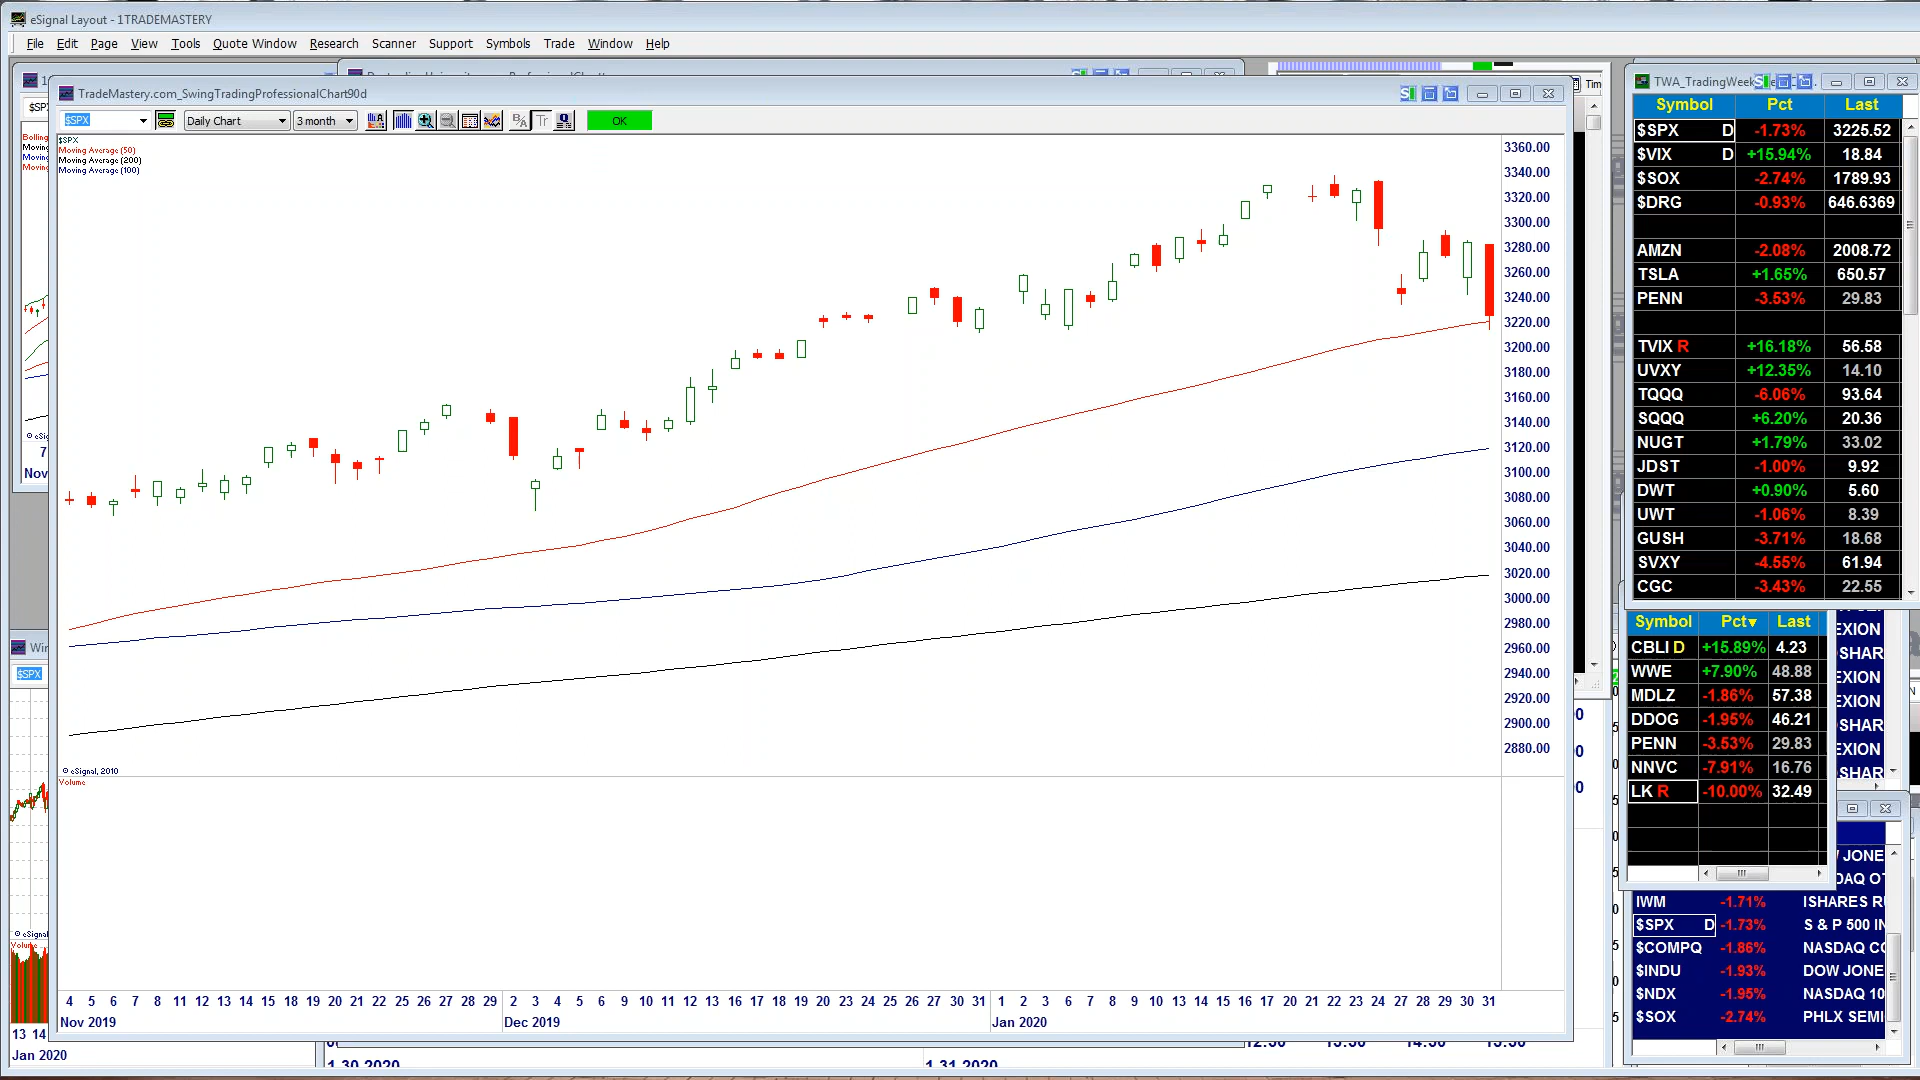 eSignal Layout - 1TRADEMASTERY
File Edit Page View Tools Quote Window Research Scanner Support Symbols Trade Window Help
TradeMastery.com_SwingTradingProfessionalChart90d
$SPX Daily Chart 3 month OK
$SPX
Moving Average (50)
Moving Average (200)
Moving Average (100)
3360.00
3340.00
3320.00
3300.00
3280.00
3260.00
3240.00
3220.00
3200.00
3180.00
3160.00
3140.00
3120.00
3100.00
3080.00
3060.00
3040.00
3020.00
3000.00
2980.00
2960.00
2940.00
2920.00
2900.00
2880.00
© eSignal, 2010
Volume
4 5 6 7 8 11 12 13 14 15 18 19 20 21 22 25 26 27 28 29 2 3 4 5 6 9 10 11 12 13 16 17 18 19 20 23 24 25 26 27 30 31 1 2 3 6 7 8 9 10 13 14 15 16 17 20 21 22 23 24 27 28 29 30 31
Nov 2019 Dec 2019 Jan 2020
Symbol Pct Last
$SPX D -1.73% 3225.52
$VIX D +15.94% 18.84
$SOX -2.74% 1789.93
$DRG -0.93% 646.6369
AMZN -2.08% 2008.72
TSLA +1.65% 650.57
PENN -3.53% 29.83
TVIX R +16.18% 56.58
UVXY +12.35% 14.10
TQQQ -6.06% 93.64
SQQQ +6.20% 20.36
NUGT +1.79% 33.02
JDST -1.00% 9.92
DWT +0.90% 5.60
UWT -1.06% 8.39
GUSH -3.71% 18.68
SVXY -4.55% 61.94
CGC -3.43% 22.55
Symbol Pct▾ Last
CBLI D +15.89% 4.23
WWE +7.90% 48.88
MDLZ -1.86% 57.38
DDOG -1.95% 46.21
PENN -3.53% 29.83
NNVC -7.91% 16.76
LK R -10.00% 32.49
IWM -1.71% ISHARES RU
$SPX D -1.73% S & P 500 IN
$COMPQ -1.86% NASDAQ CO
$INDU -1.93% DOW JONE
$NDX -1.95% NASDAQ 10
$SOX -2.74% PHLX SEMI
$SPX
Volume
13 14
Jan 2020
1.30.2020 1.31.2020